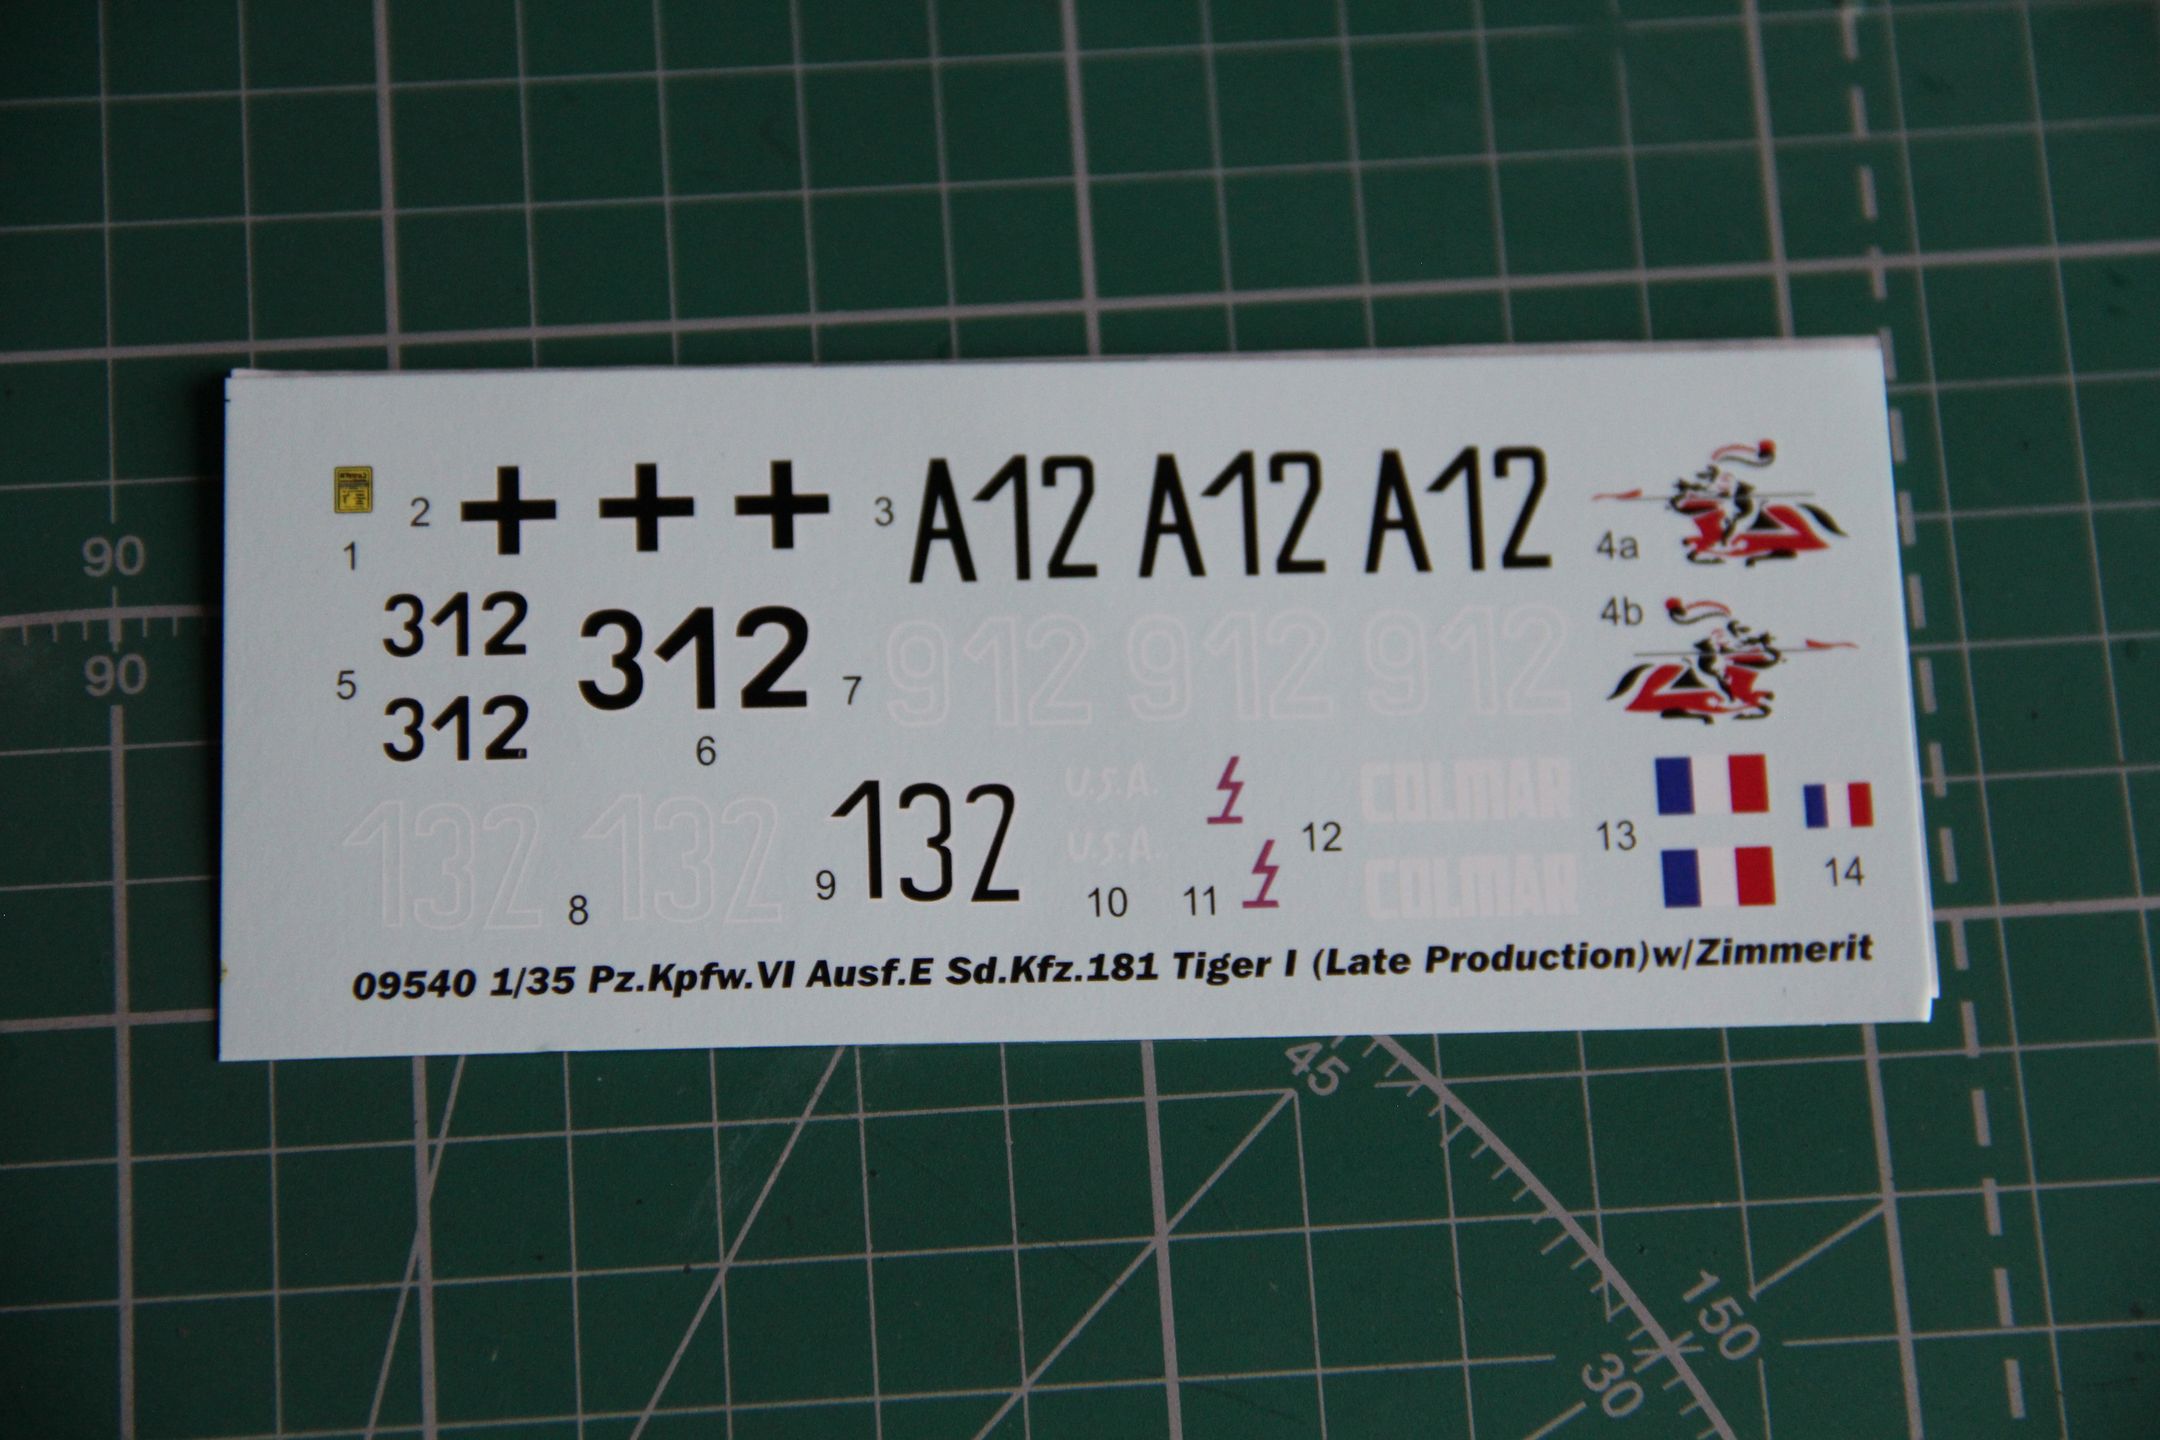 2 3 A12 A12 A12 4a
1
312 312 7 912 912 912 4b
5 312
6
U.S.A. COLMAR
132 132 9 132 U.S.A. 12 COLMAR 13
8 10 11 14
09540 1/35 Pz.Kpfw.VI Ausf.E Sd.Kfz.181 Tiger I (Late Production)w/Zimmerit
90
90
45
150
30